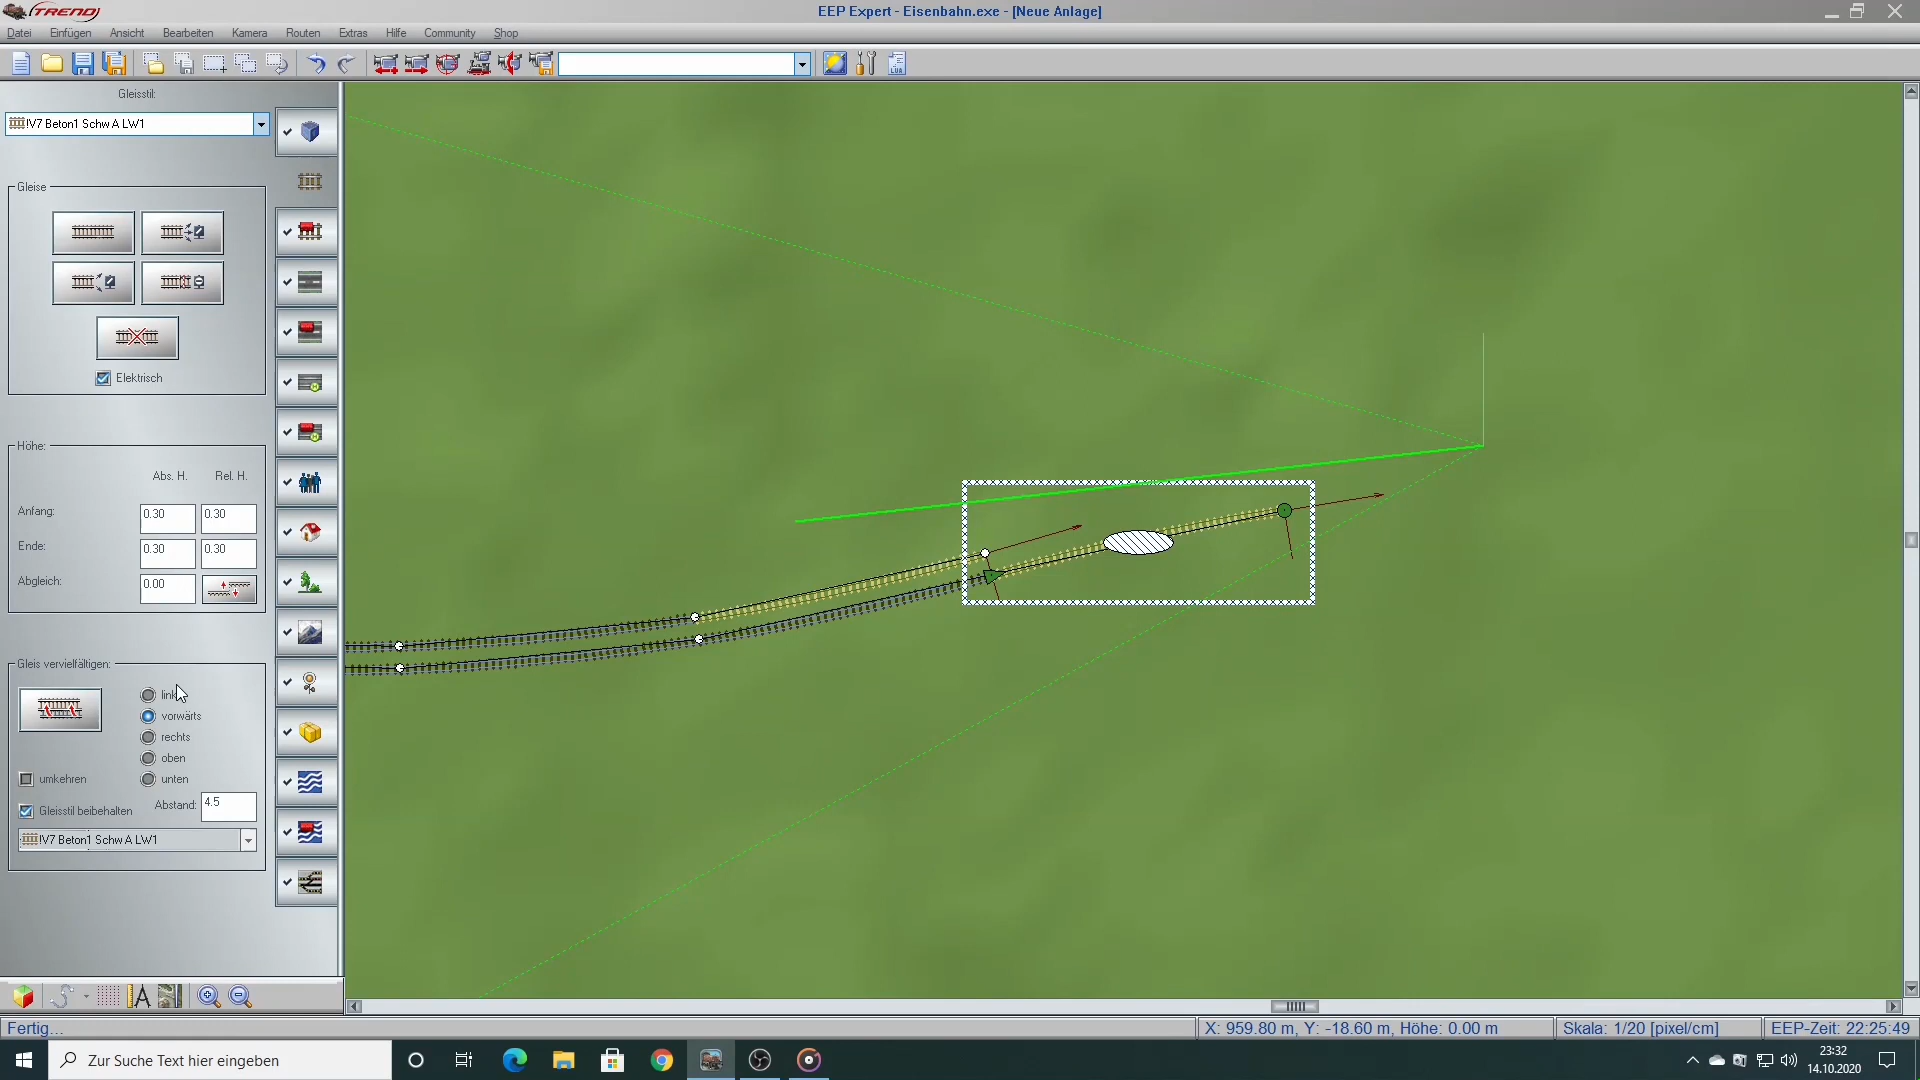 TREND
EEP Expert - Eisenbahn.exe - [Neue Anlage]
Datei Einfügen Ansicht Bearbeiten Kamera Routen Extras Hilfe Community Shop
LUA
Gleisstil:
!V7 Beton1 Schw A LW1
Gleise
Elektrisch
Höhe:
Abs. H. Rel. H.
Anfang: 0.30 0.30
Ende: 0.30 0.30
Abgleich: 0.00
Gleis vervielfältigen:
vorwärts
rechts
oben
umkehren unten
Gleisstil beibehalten Abstand: 4.5
!V7 Beton1 Schw A LW1
Fertig... X: 959.80 m, Y: -18.60 m, Höhe: 0.00 m Skala: 1/20 [pixel/cm] EEP-Zeit: 22:25:49
Zur Suche Text hier eingeben
23:32
14.10.2020